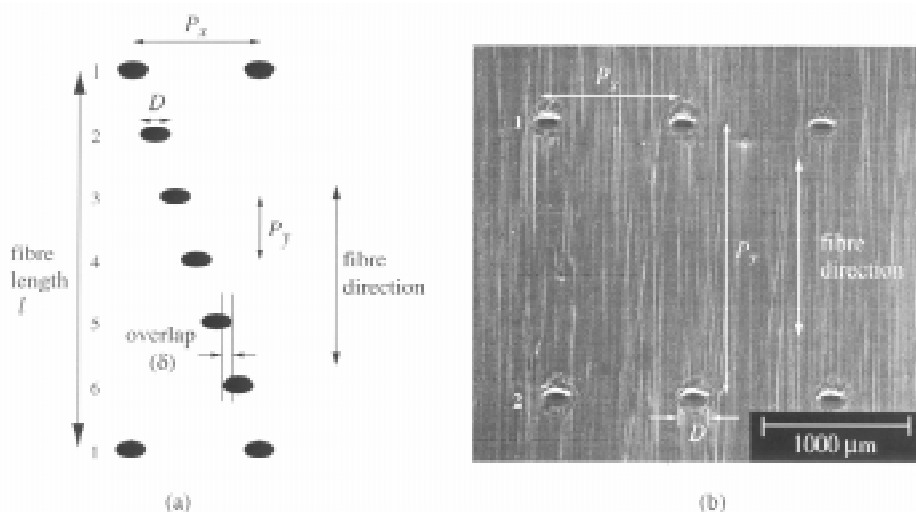 P_x
1
D
2
3
P_y
4
fibre
length
l
fibre
direction
5
overlap
(δ)
6
1
(a)
P_x
1
P_y
fibre
direction
2
D
1000 μm
(b)